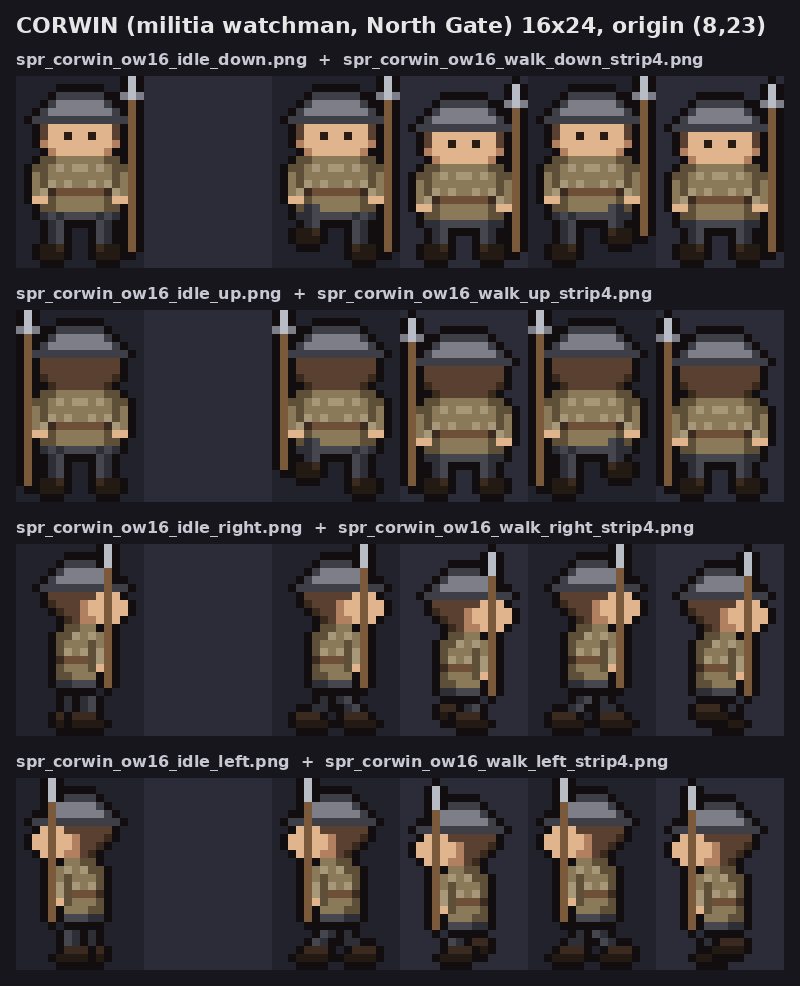 CORWIN (militia watchman, North Gate) 16x24, origin (8,23)
spr_corwin_ow16_idle_down.png + spr_corwin_ow16_walk_down_strip4.png
spr_corwin_ow16_idle_up.png + spr_corwin_ow16_walk_up_strip4.png
spr_corwin_ow16_idle_right.png + spr_corwin_ow16_walk_right_strip4.png
spr_corwin_ow16_idle_left.png + spr_corwin_ow16_walk_left_strip4.png